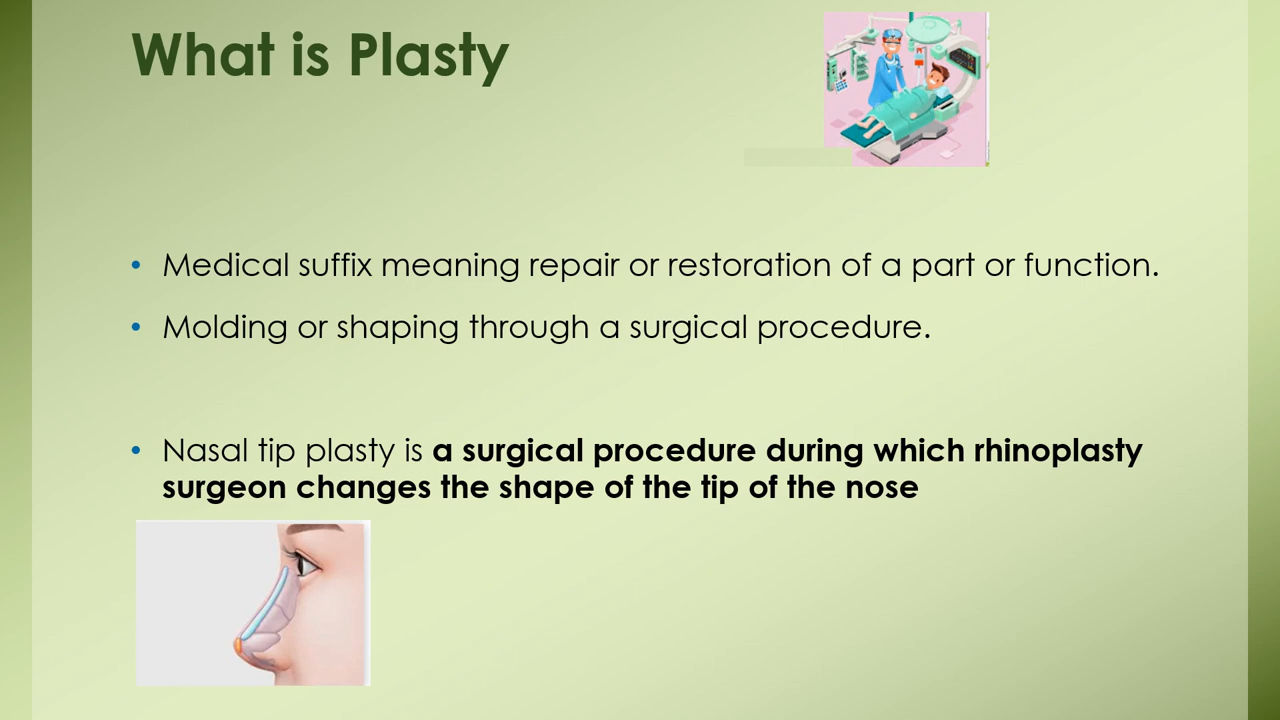 What is Plasty
• Medical suffix meaning repair or restoration of a part or function.
• Molding or shaping through a surgical procedure.
• Nasal tip plasty is a surgical procedure during which rhinoplasty
surgeon changes the shape of the tip of the nose